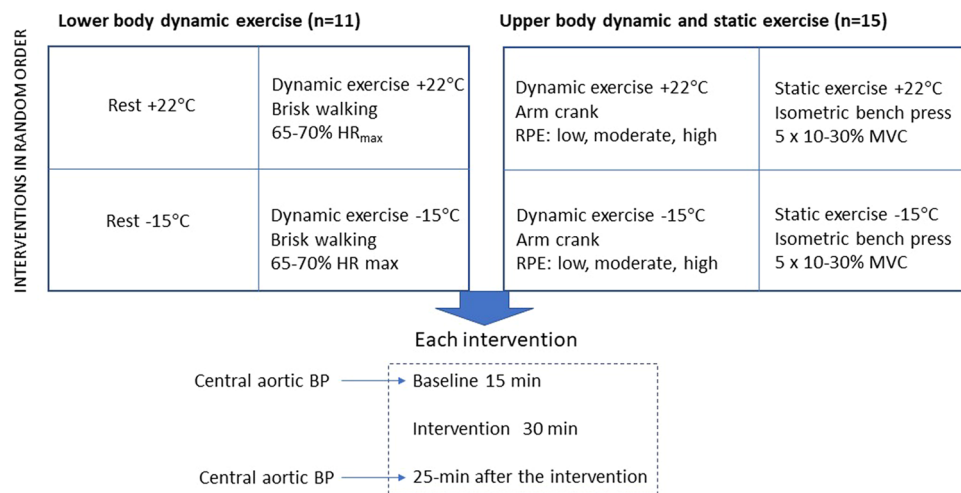 Lower body dynamic exercise (n=11)
Upper body dynamic and static exercise (n=15)
INTERVENTIONS IN RANDOM ORDER
Rest +22°C
Dynamic exercise +22°C
Brisk walking
65-70% HRmax
Dynamic exercise +22°C
Arm crank
RPE: low, moderate, high
Static exercise +22°C
Isometric bench press
5 x 10-30% MVC
Rest -15°C
Dynamic exercise -15°C
Brisk walking
65-70% HR max
Dynamic exercise -15°C
Arm crank
RPE: low, moderate, high
Static exercise -15°C
Isometric bench press
5 x 10-30% MVC
Each intervention
Central aortic BP
Baseline 15 min
Intervention 30 min
Central aortic BP
25-min after the intervention